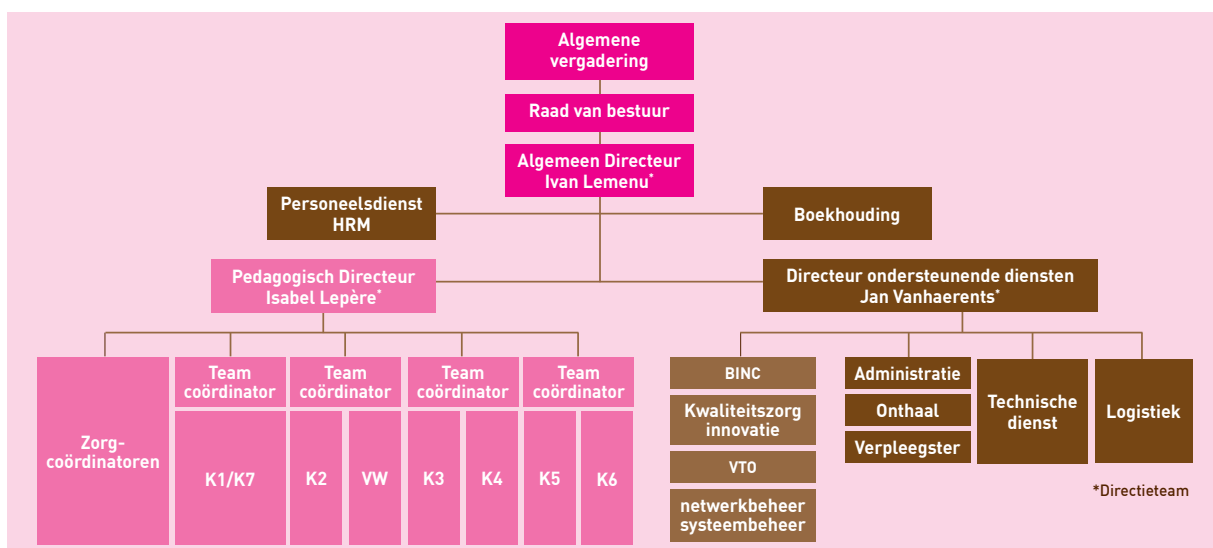 Algemene
vergadering
Raad van bestuur
Algemeen Directeur
Ivan Lemenu*
Personeelsdienst
HRM
Boekhouding
Pedagogisch Directeur
Isabel Lepère*
Directeur ondersteunende diensten
Jan Vanhaerents*
Zorg-
coördinatoren
Team
coördinator
K1/K7
Team
coördinator
K2
VW
Team
coördinator
K3
K4
Team
coördinator
K5
K6
BINC
Kwaliteitszorg
innovatie
VTO
netwerkbeheer
systeembeheer
Administratie
Onthaal
Verpleegster
Technische
dienst
Logistiek
*Directieteam